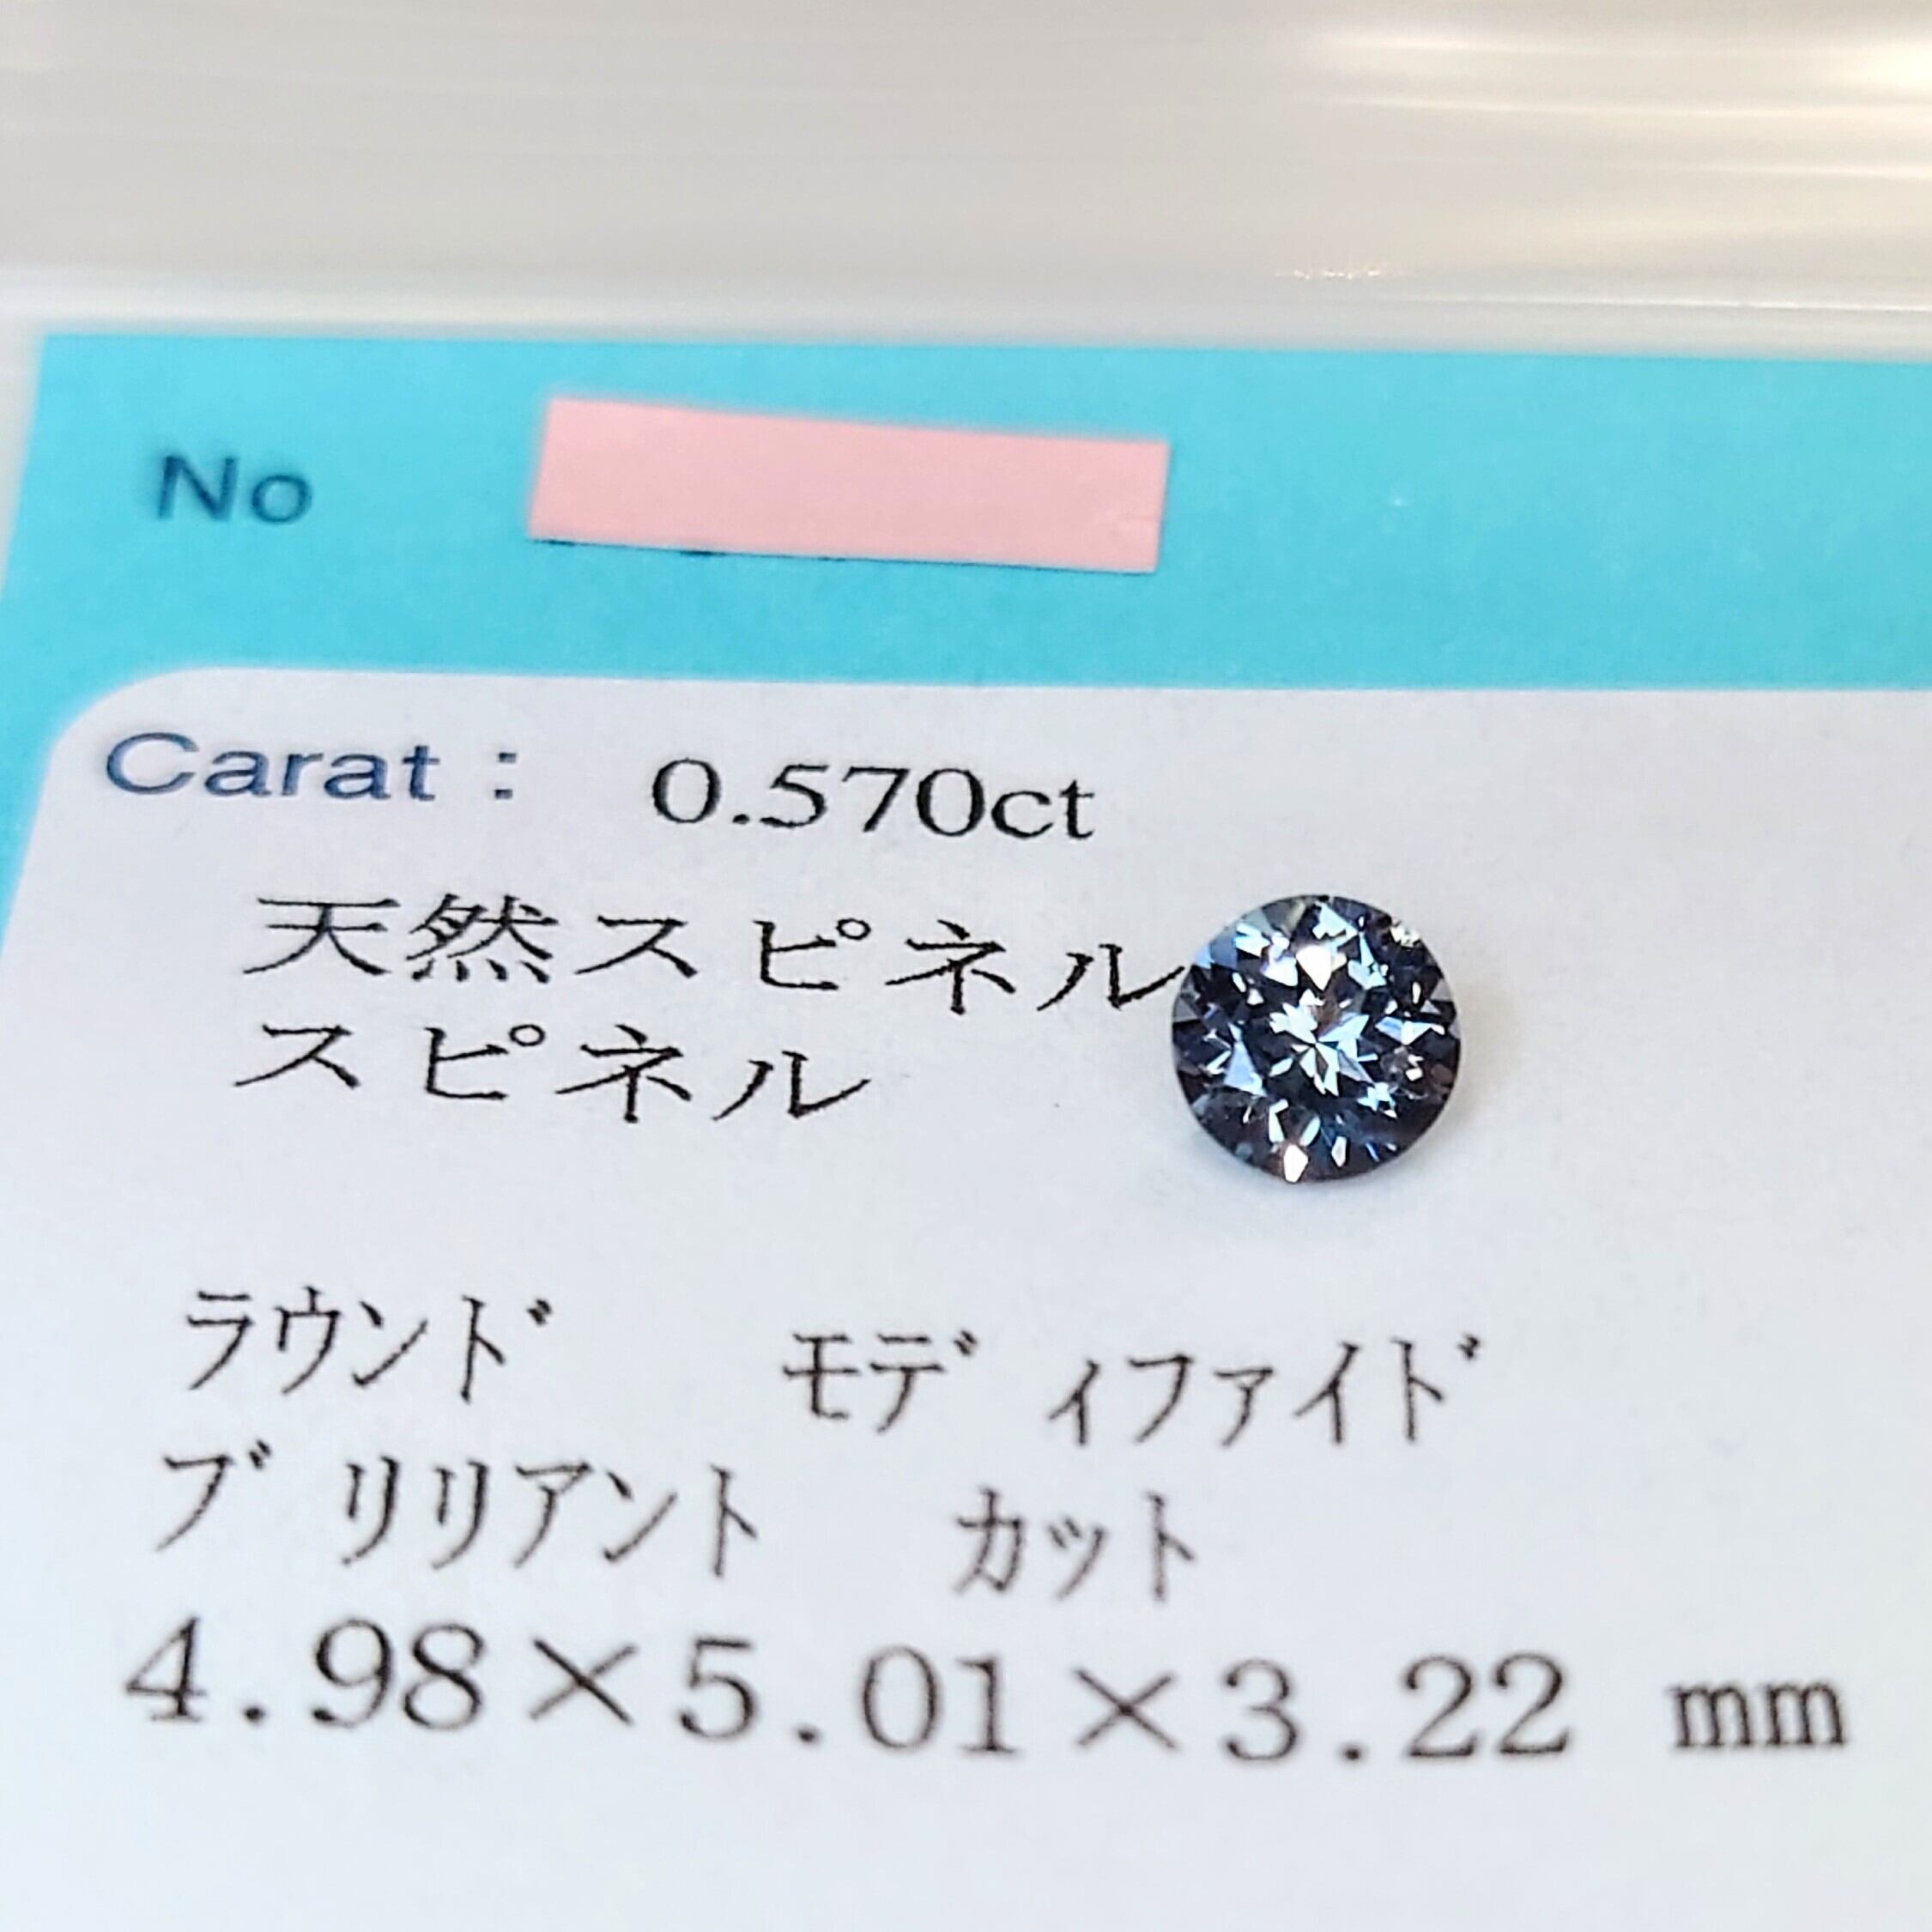 No
Carat : 0.570ct
天然スピネル
スピネル
ラウンド モディファイド
ブリリアント カット
4.98×5.01×3.22 mm